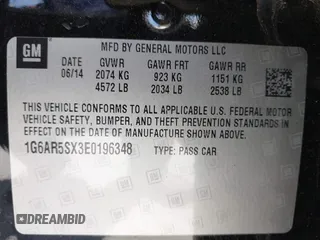 GM
MFD BY GENERAL MOTORS LLC
DATE GVWR GAWR FRT GAWR RR
06/14 2074 KG 923 KG 1151 KG
4572 LB 2034 LB 2538 LB
THIS VEHICLE CONFORMS TO ALL APPLICABLE U.S. FEDERAL MOTOR
VEHICLE SAFETY, BUMPER, AND THEFT PREVENTION STANDARDS
IN EFFECT ON THE DATE OF MANUFACTURE SHOWN ABOVE.
1G6AR5SX3E0196348 TYPE: PASS CAR
DREAMBID